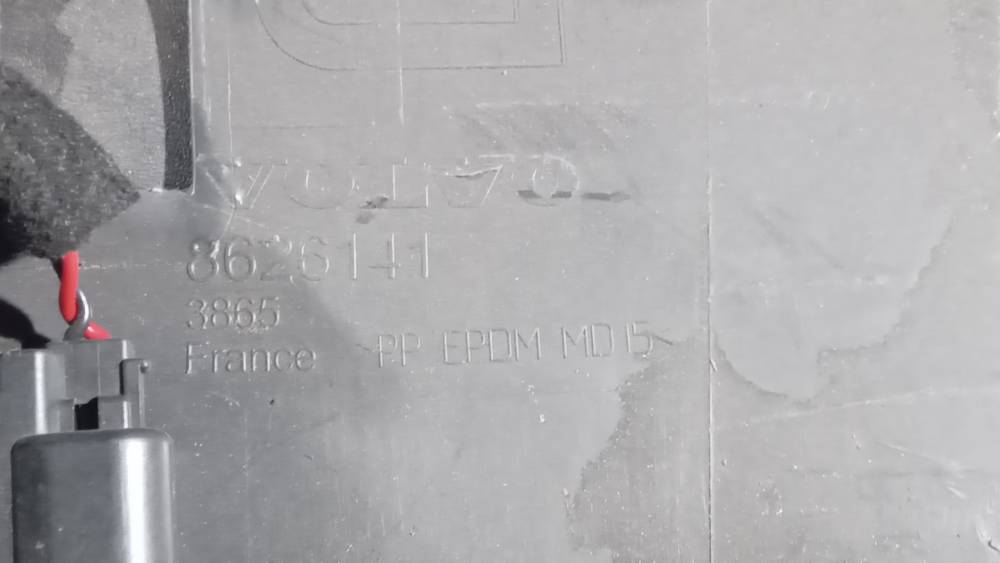 VOLVO
8626141
3865
France
PP EPDM MD15